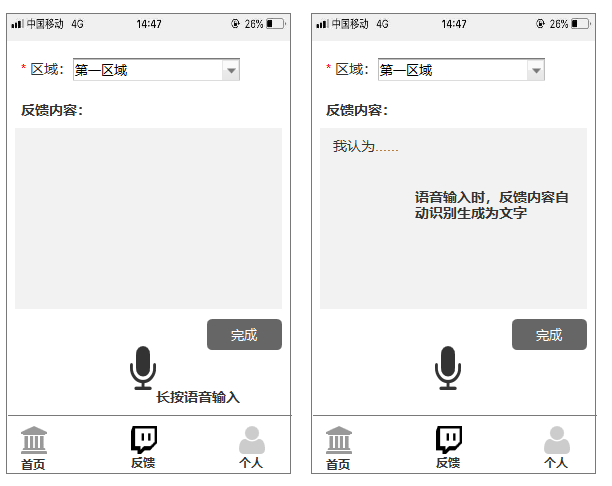 中国移动 4G 14:47 26%
* 区域: 第一区域
反馈内容:
完成
长按语音输入
首页 反馈 个人
中国移动 4G 14:47 26%
* 区域: 第一区域
反馈内容:
我认为......
语音输入时，反馈内容自
动识别生成为文字
完成
首页 反馈 个人